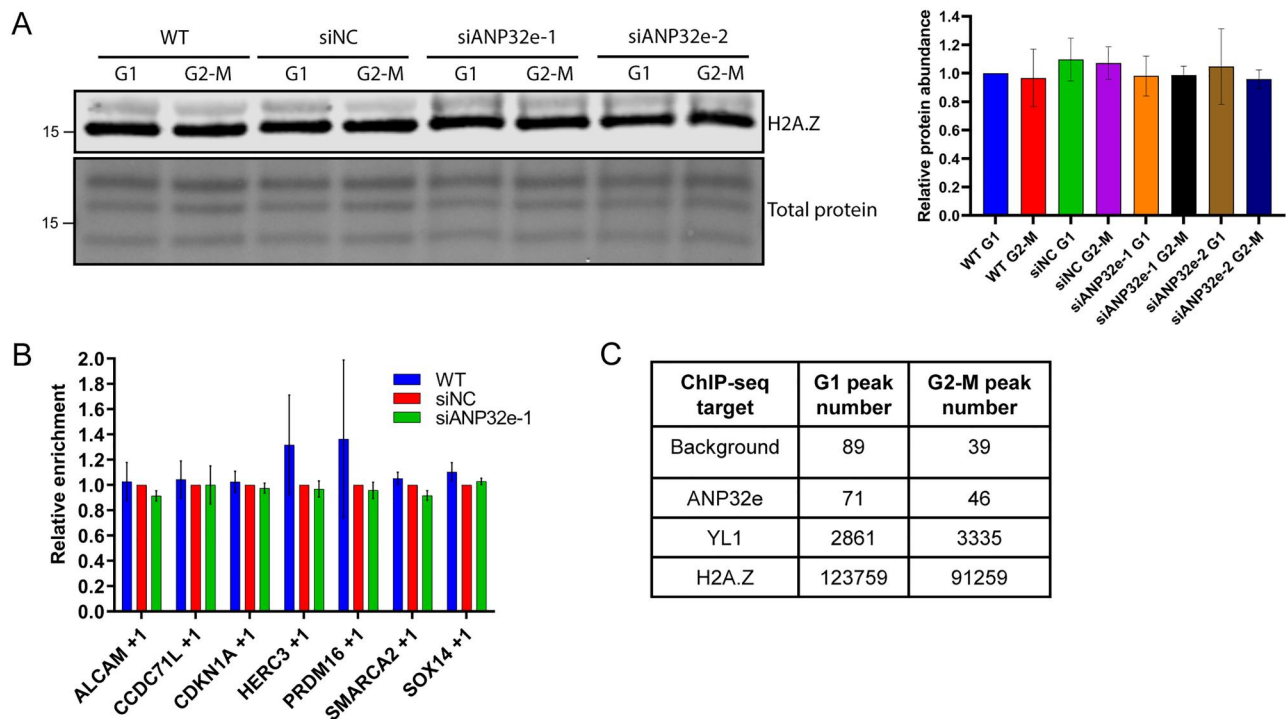 A
WT siNC siANP32e-1 siANP32e-2
G1 G2-M G1 G2-M G1 G2-M G1 G2-M
15
H2A.Z
15
Total protein
Relative protein abundance
1.4
1.2
1.0
0.8
0.6
0.4
0.2
0.0
WT G1
WT G2-M
siNC G1
siNC G2-M
siANP32e-1 G1
siANP32e-1 G2-M
siANP32e-2 G1
siANP32e-2 G2-M
B
Relative enrichment
2.0
1.8
1.6
1.4
1.2
1.0
0.8
0.6
0.4
0.2
0.0
WT
siNC
siANP32e-1
ALCAM +1
CCDC71L +1
CDKN1A +1
HERC3 +1
PRDM16 +1
SMARCA2 +1
SOX14 +1
C
ChIP-seq target
G1 peak number
G2-M peak number
Background 89 39
ANP32e 71 46
YL1 2861 3335
H2A.Z 123759 91259